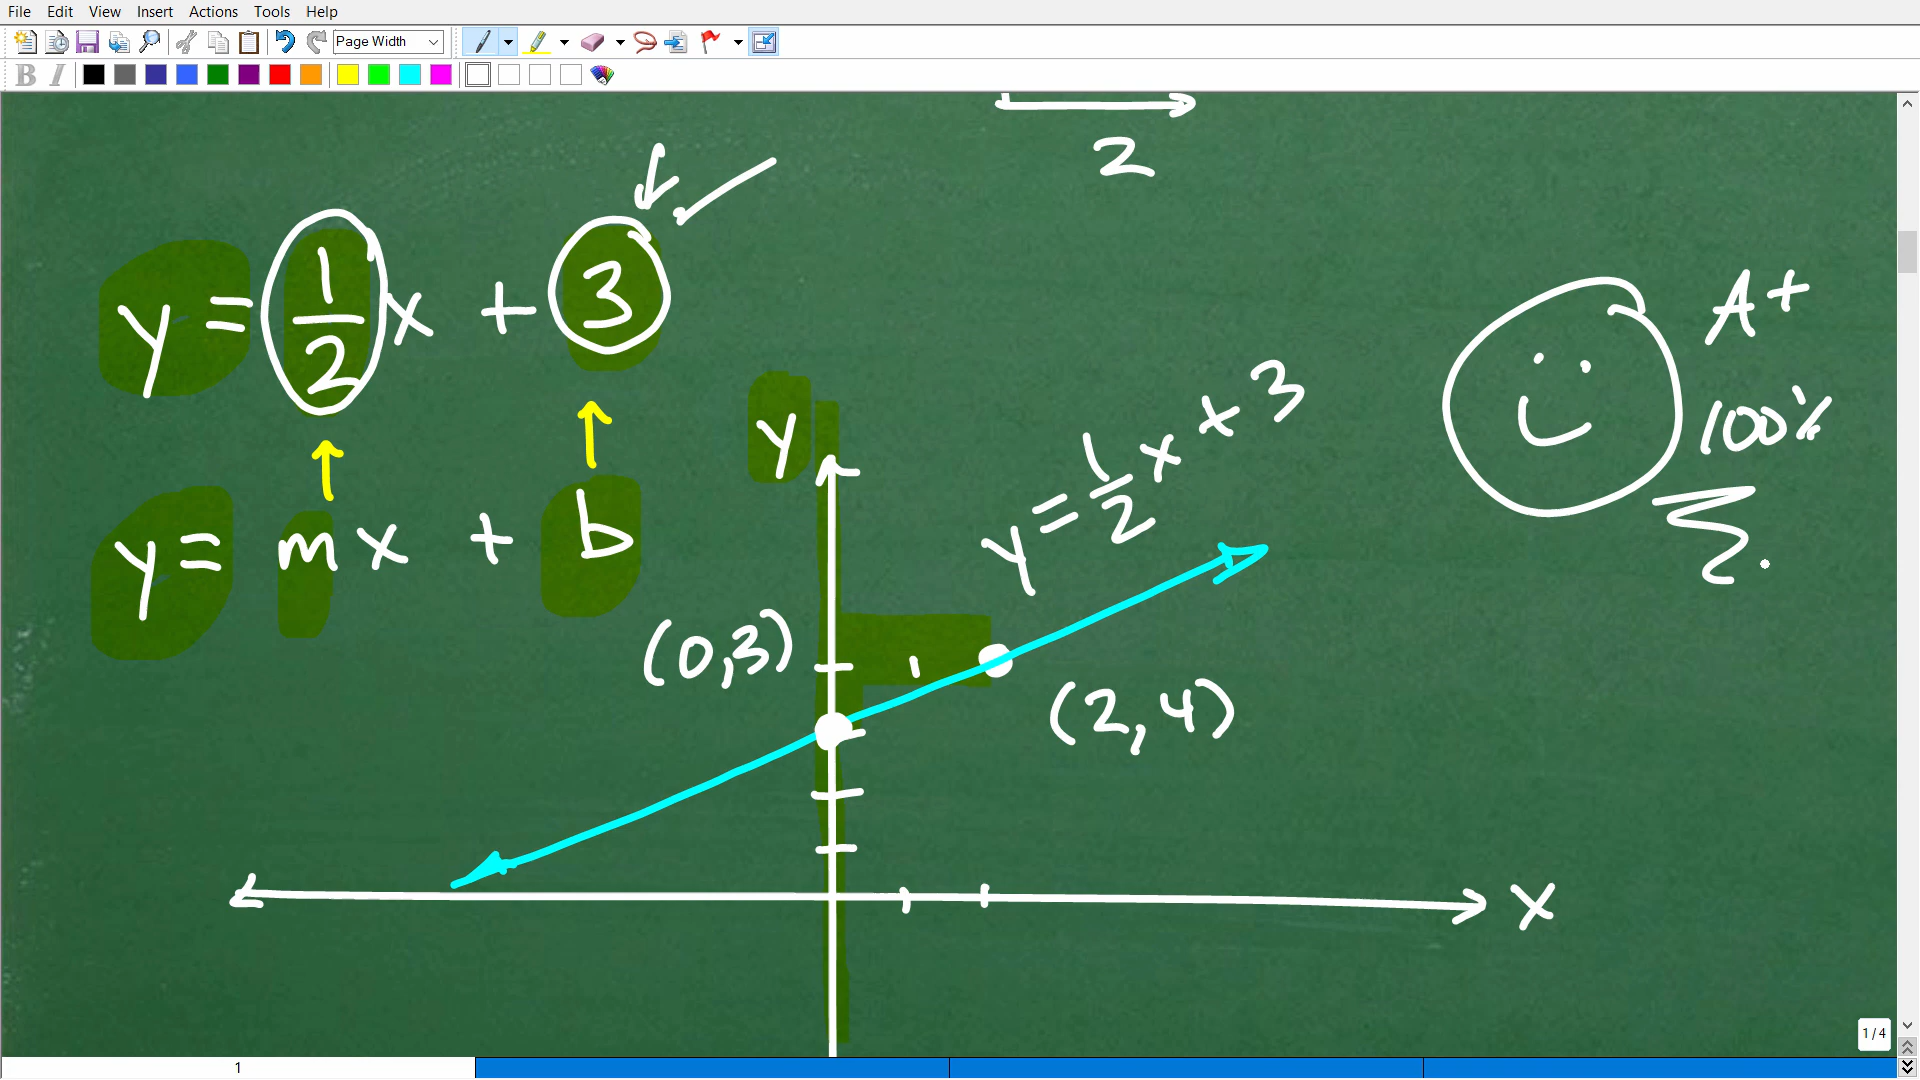 File Edit View Insert Actions Tools Help
Page Width
B I
2
y = 1/2 x + 3
A+
100%
y
y = 1/2 x + 3
y = mx + b
(0,3)
(2,4)
x
1 / 4
1